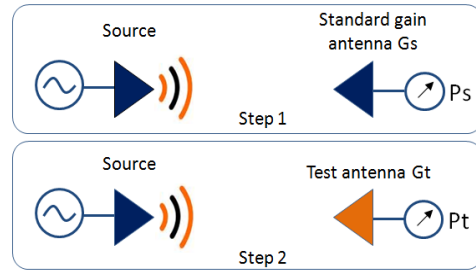 Source
Standard gain
antenna Gs
Ps
Step 1
Source
Test antenna Gt
Pt
Step 2